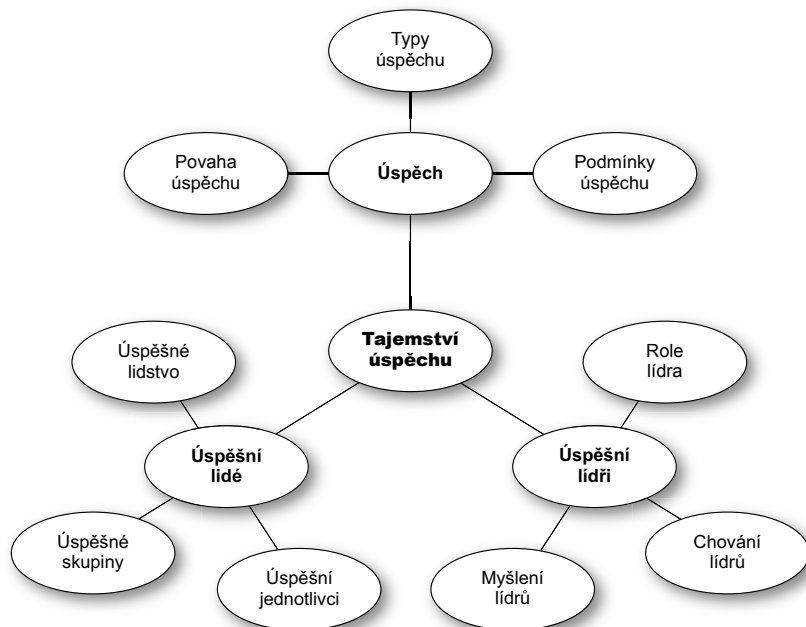 Typy
úspěchu
Povaha
úspěchu
Úspěch
Podmínky
úspěchu
Tajemství
úspěchu
Úspěšné
lidstvo
Role
lídra
Úspěšní
lidé
Úspěšní
lídři
Úspěšné
skupiny
Úspěšní
jednotlivci
Myšlení
lídrů
Chování
lídrů